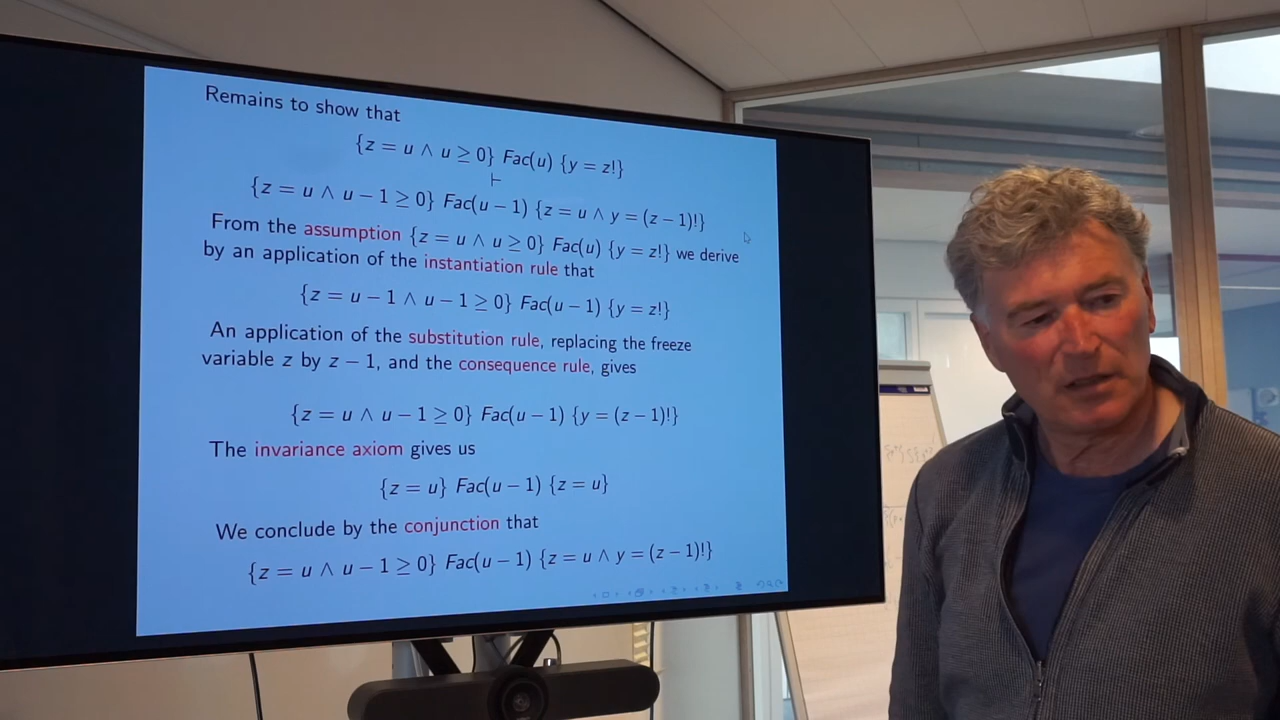 Remains to show that
{z = u ∧ u ≥ 0} Fac(u) {y = z!}
⊢
{z = u ∧ u − 1 ≥ 0} Fac(u − 1) {z = u ∧ y = (z − 1)!}
From the assumption {z = u ∧ u ≥ 0} Fac(u) {y = z!} we derive
by an application of the instantiation rule that
{z = u − 1 ∧ u − 1 ≥ 0} Fac(u − 1) {y = z!}
An application of the substitution rule, replacing the freeze
variable z by z − 1, and the consequence rule, gives
{z = u ∧ u − 1 ≥ 0} Fac(u − 1) {y = (z − 1)!}
The invariance axiom gives us
{z = u} Fac(u − 1) {z = u}
We conclude by the conjunction that
{z = u ∧ u − 1 ≥ 0} Fac(u − 1) {z = u ∧ y = (z − 1)!}